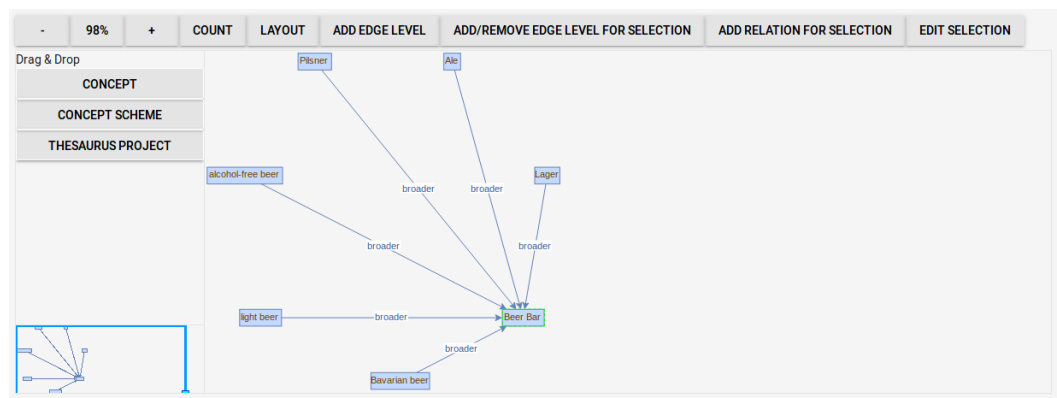 - 98% + COUNT LAYOUT ADD EDGE LEVEL ADD/REMOVE EDGE LEVEL FOR SELECTION ADD RELATION FOR SELECTION EDIT SELECTION
Drag & Drop
Pilsner
Ale
CONCEPT
CONCEPT SCHEME
THESAURUS PROJECT
alcohol-free beer
Lager
broader
broader
broader
broader
light beer
broader
Beer Bar
broader
Bavarian beer